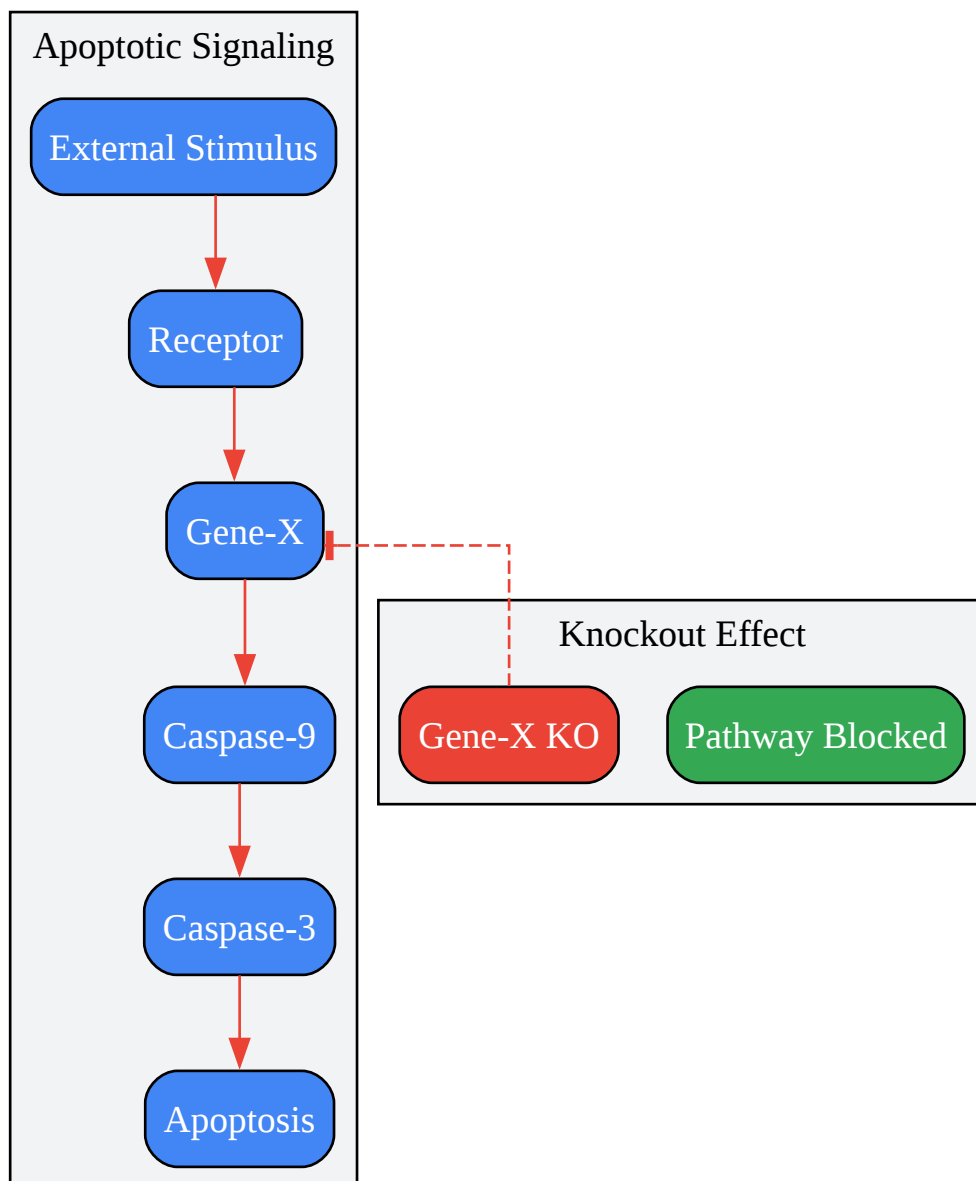 Apoptotic Signaling
External Stimulus
Receptor
Gene-X
Caspase-9
Caspase-3
Apoptosis
Knockout Effect
Gene-X KO
Pathway Blocked